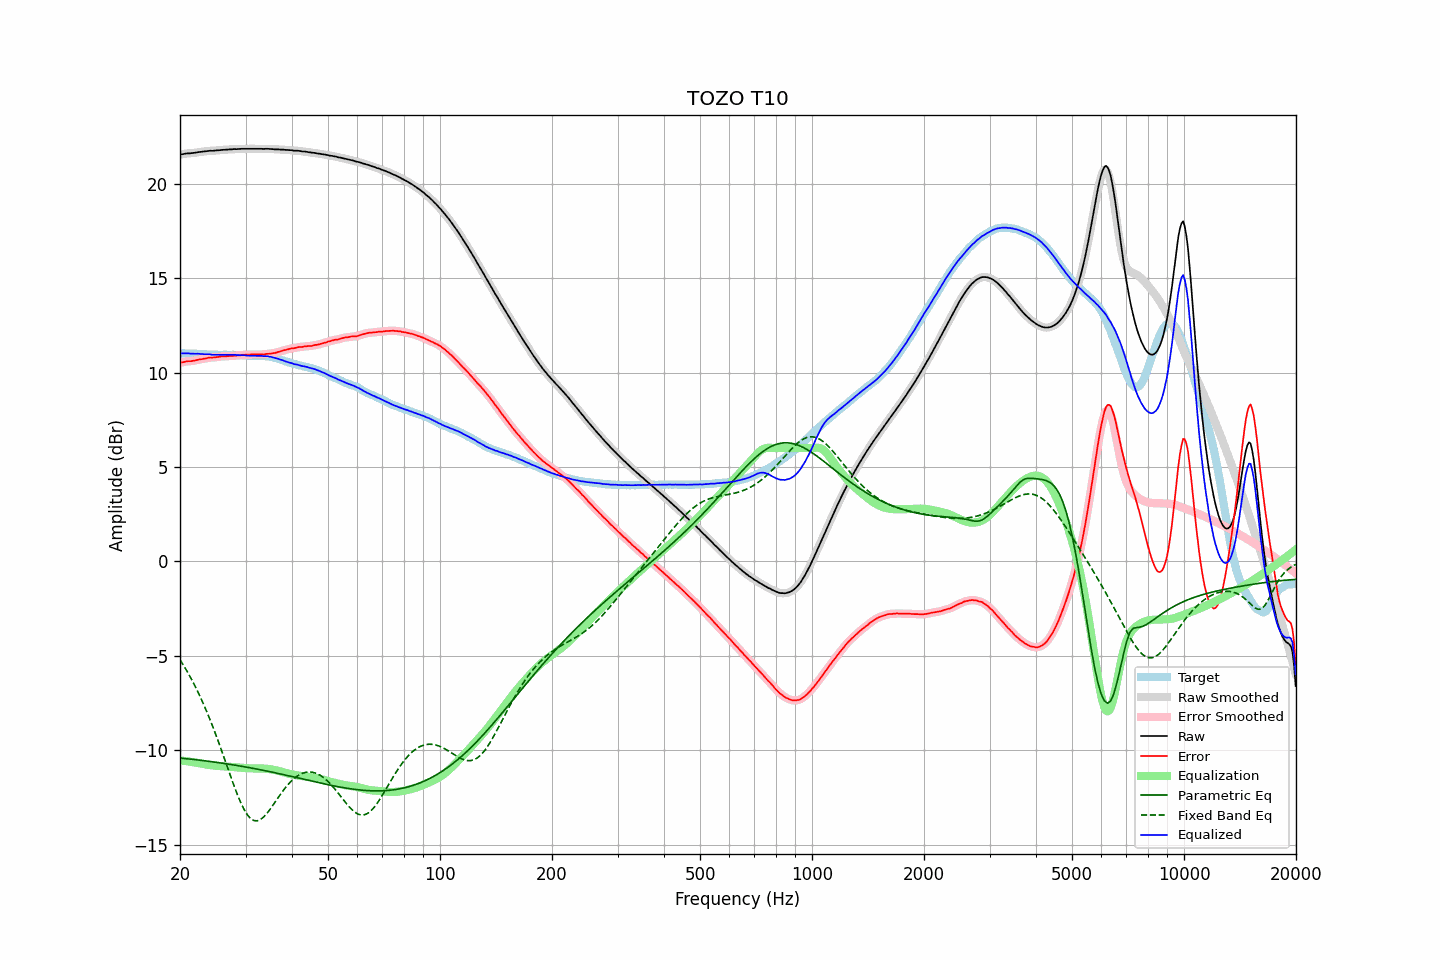 TOZO T10
Amplitude (dBr)
20
15
10
5
0
−5
−10
−15
20
50
100
200
500
1000
2000
5000
10000
20000
Frequency (Hz)
Target
Raw Smoothed
Error Smoothed
Raw
Error
Equalization
Parametric Eq
Fixed Band Eq
Equalized